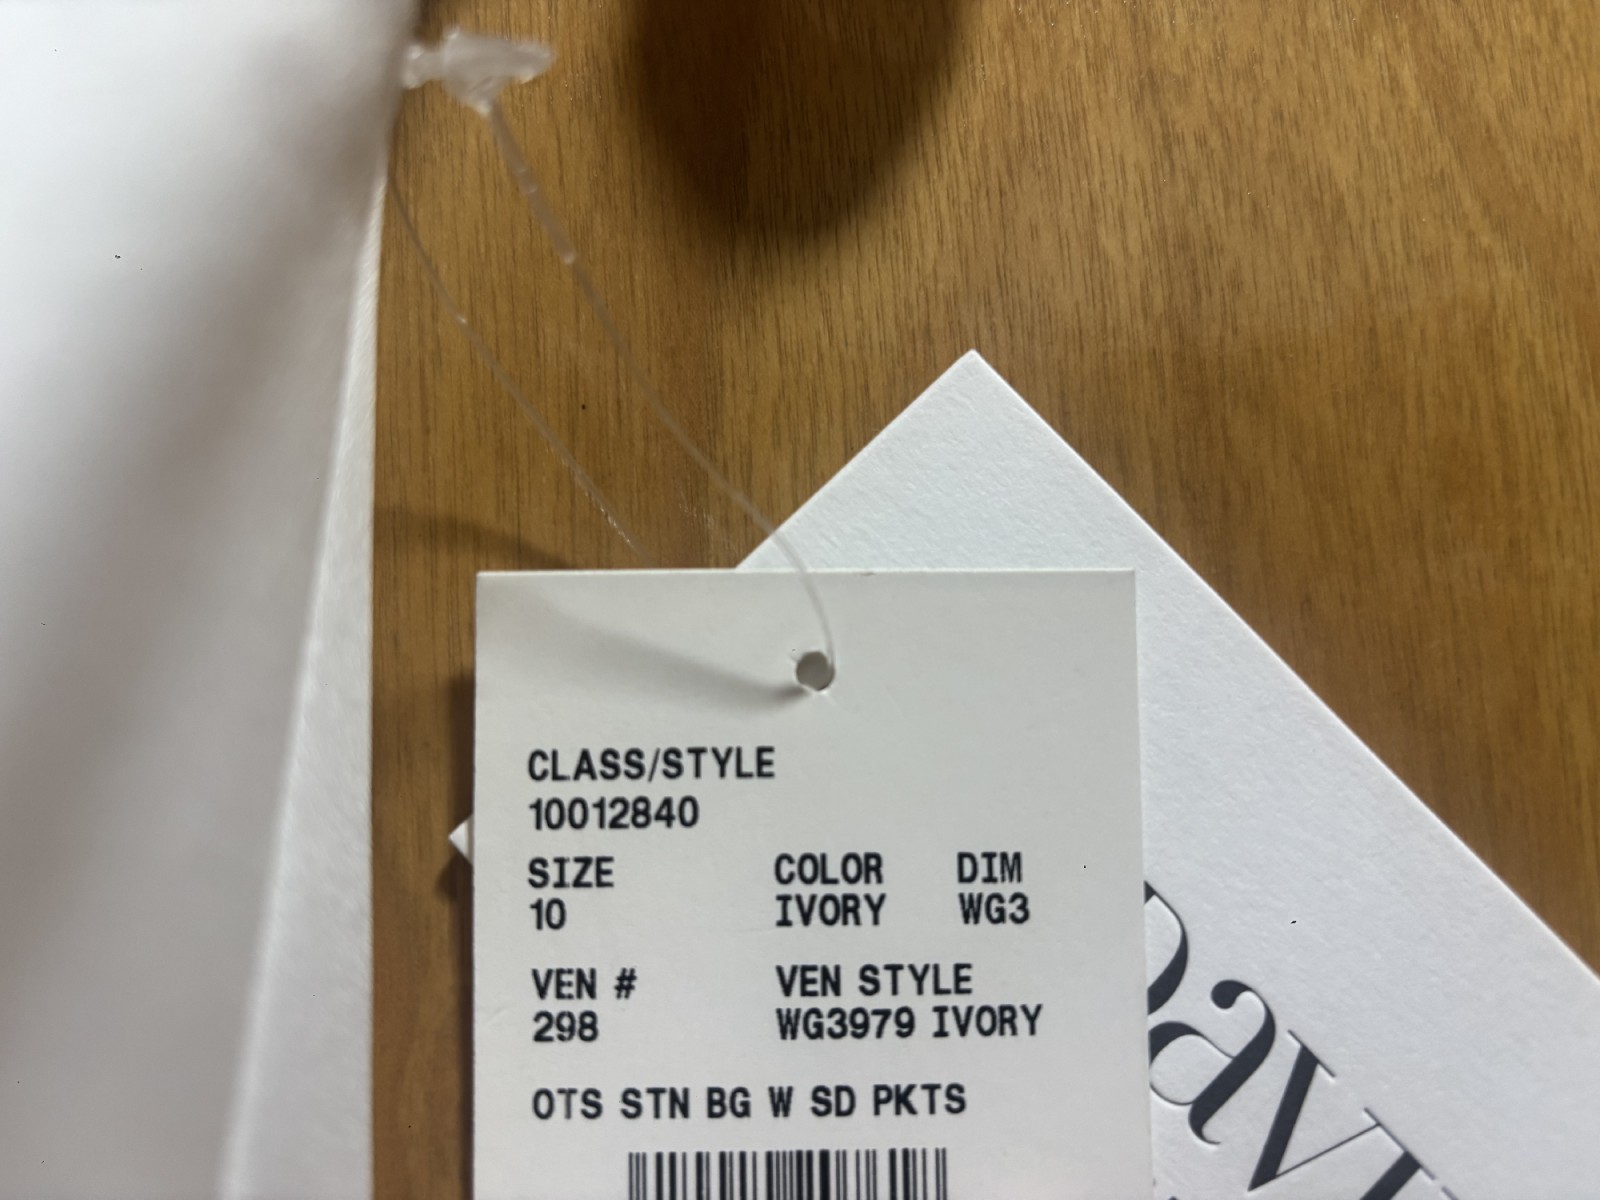 CLASS/STYLE
10012840
SIZE COLOR DIM
10 IVORY WG3
VEN # VEN STYLE
298 WG3979 IVORY
OTS STN BG W SD PKTS